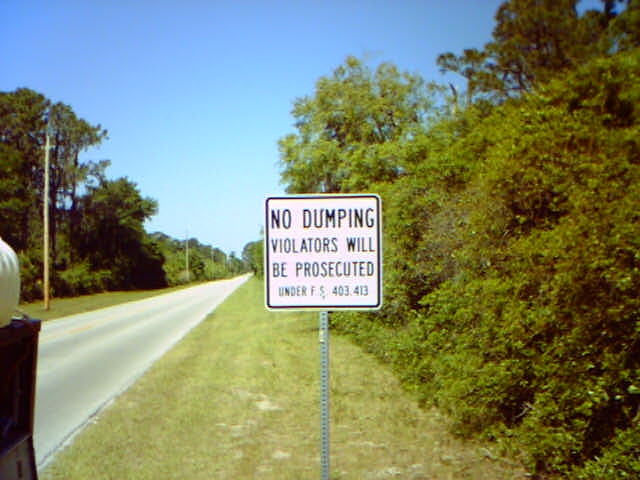 NO DUMPING
VIOLATORS WILL
BE PROSECUTED
UNDER F.S. 403.413